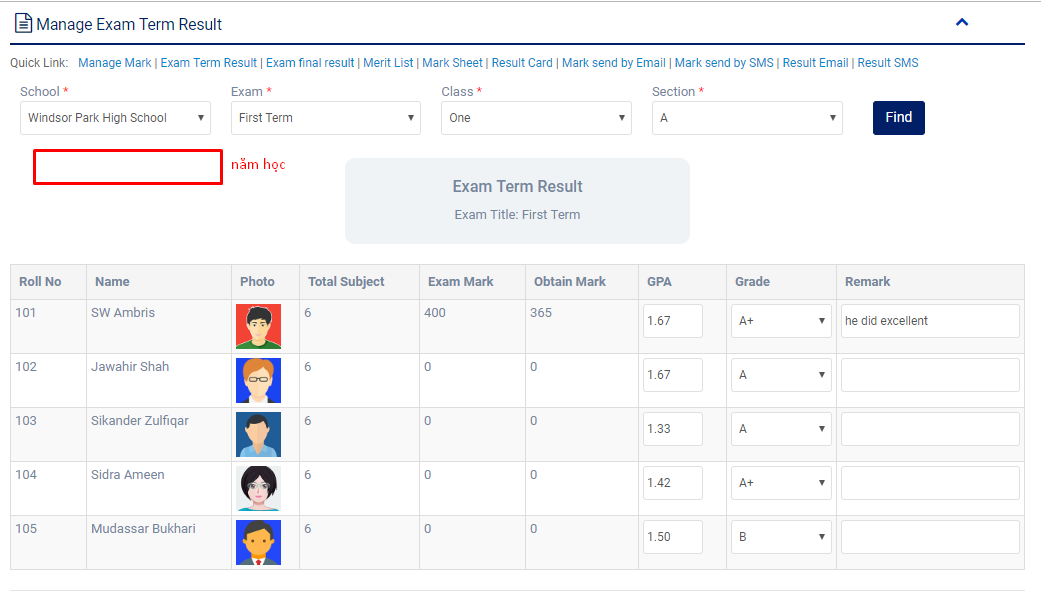 Manage Exam Term Result
Quick Link: Manage Mark | Exam Term Result | Exam final result | Merit List | Mark Sheet | Result Card | Mark send by Email | Mark send by SMS | Result Email | Result SMS
School * Exam * Class * Section *
Windsor Park High School First Term One A Find
năm học
Exam Term Result
Exam Title: First Term
Roll No Name Photo Total Subject Exam Mark Obtain Mark GPA Grade Remark
101 SW Ambris 6 400 365 1.67 A+ he did excellent
102 Jawahir Shah 6 0 0 1.67 A
103 Sikander Zulfiqar 6 0 0 1.33 A
104 Sidra Ameen 6 0 0 1.42 A+
105 Mudassar Bukhari 6 0 0 1.50 B